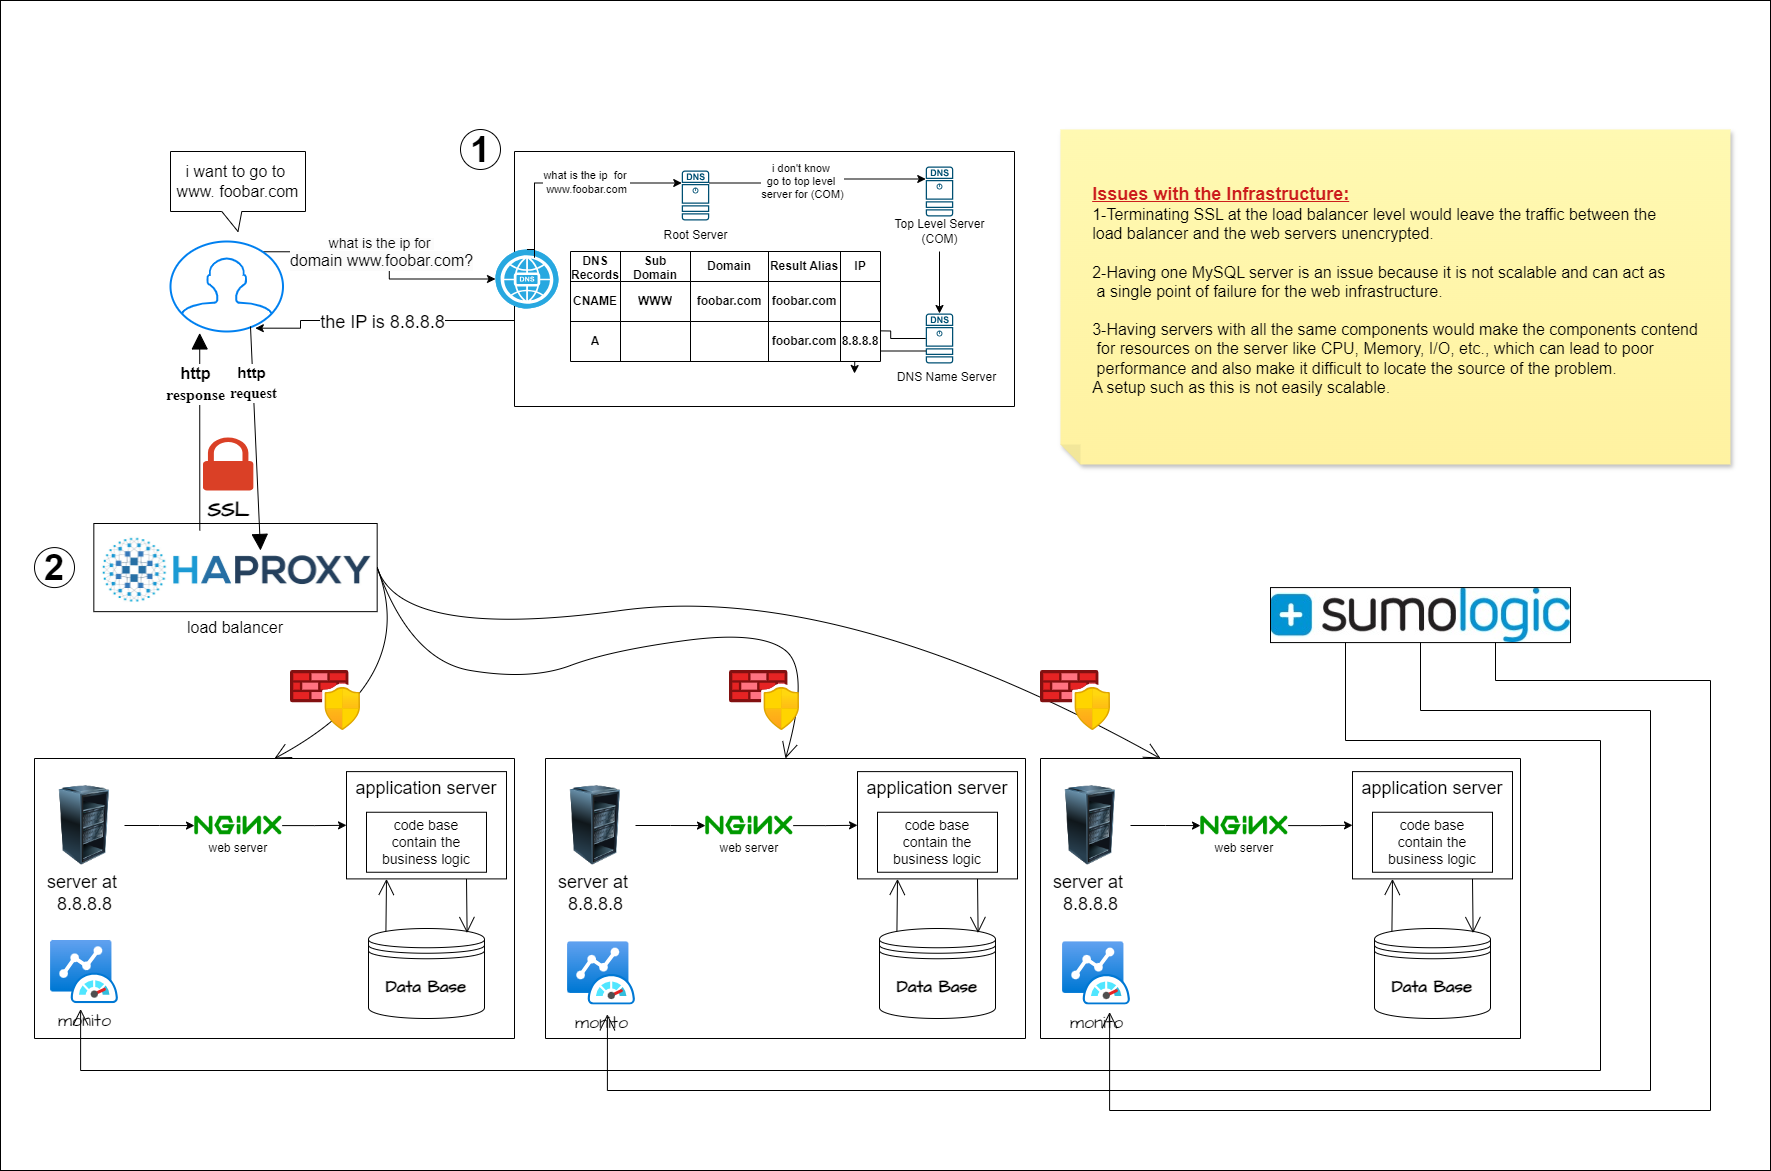 1
i want to go to
www. foobar.com
what is the ip for
domain www.foobar.com?
the IP is 8.8.8.8
DNS
what is the ip  for
www. foobar.com
DNS
Root Server
i don't know
go to top level
server for (COM)
DNS
Top Level Server
(COM)
DNS Records
Sub Domain
Domain
Result Alias
IP
CNAME
WWW
foobar.com
foobar.com
A
foobar.com
8.8.8.8
DNS
DNS Name Server
Issues with the Infrastructure:
1-Terminating SSL at the load balancer level would leave the traffic between the
load balancer and the web servers unencrypted.
2-Having one MySQL server is an issue because it is not scalable and can act as
a single point of failure for the web infrastructure.
3-Having servers with all the same components would make the components contend
for resources on the server like CPU, Memory, I/O, etc., which can lead to poor
performance and also make it difficult to locate the source of the problem.
A setup such as this is not easily scalable.
http
response
http
request
SSL
2
HAPROXY
load balancer
sumologic
server at
8.8.8.8
NGINX
web server
application server
code base
contain the
business logic
Data Base
monito
server at
8.8.8.8
NGINX
web server
application server
code base
contain the
business logic
Data Base
monito
server at
8.8.8.8
NGINX
web server
application server
code base
contain the
business logic
Data Base
monito